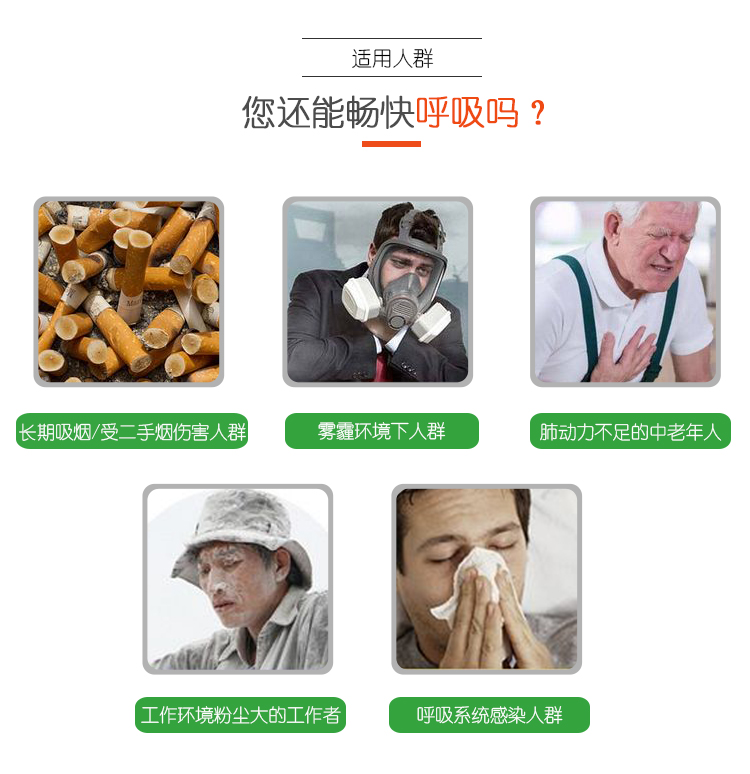 适用人群
您还能畅快呼吸吗？
长期吸烟/受二手烟伤害人群
雾霾环境下人群
肺动力不足的中老年人
工作环境粉尘大的工作者
呼吸系统感染人群